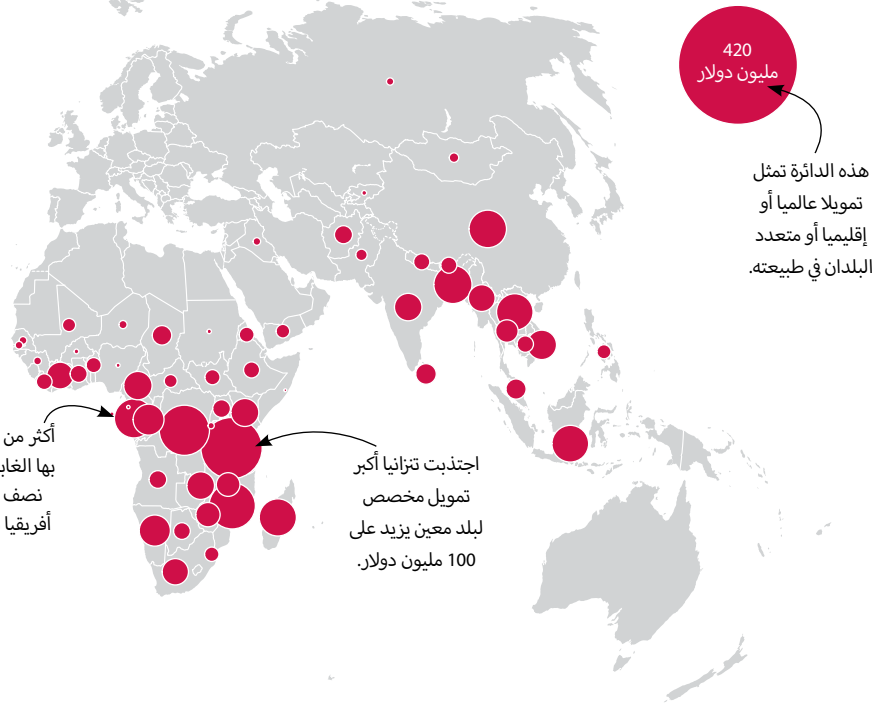 420
مليون دولار
هذه الدائرة تمثل
تمويلا عالميا أو
إقليميا أو متعدد
البلدان في طبيعته.
اجتذبت تنزانيا أكبر
تمويل مخصص
لبلد معين يزيد على
100 مليون دولار.
أكثر من
بها الغاب
نصف
أفريقيا